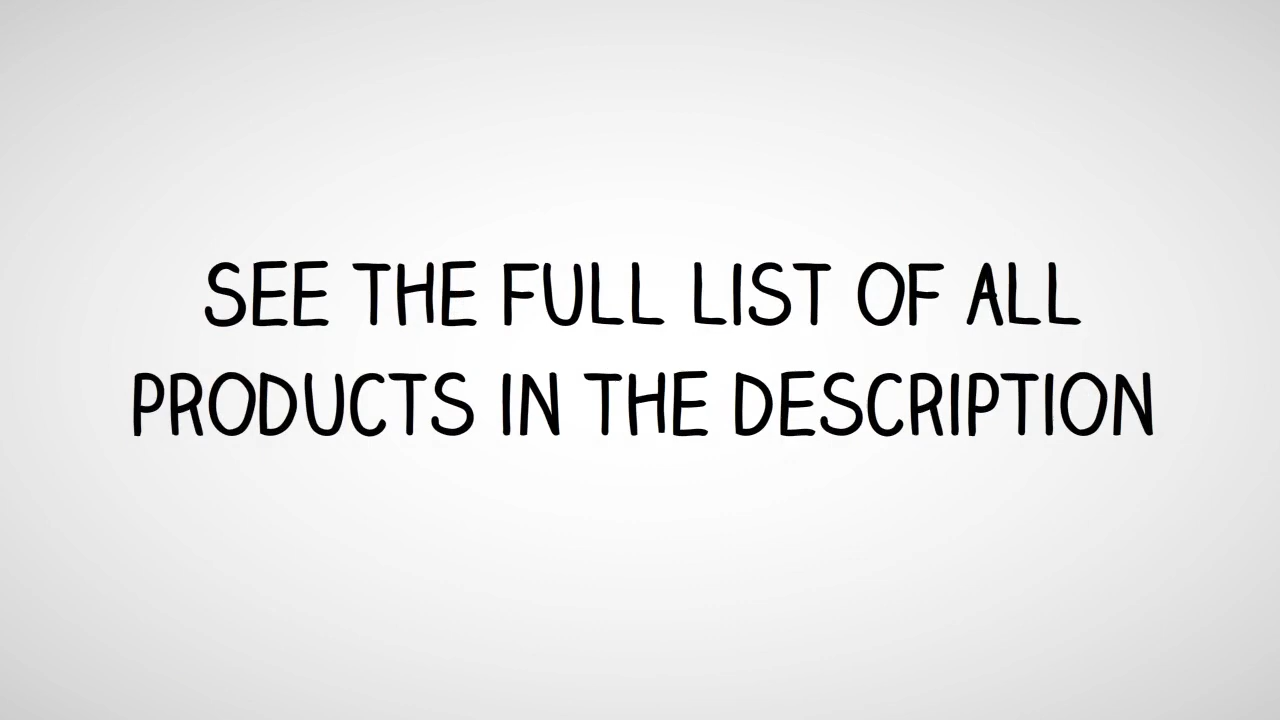 SEE THE FULL LIST OF ALL
PRODUCTS IN THE DESCRIPTION